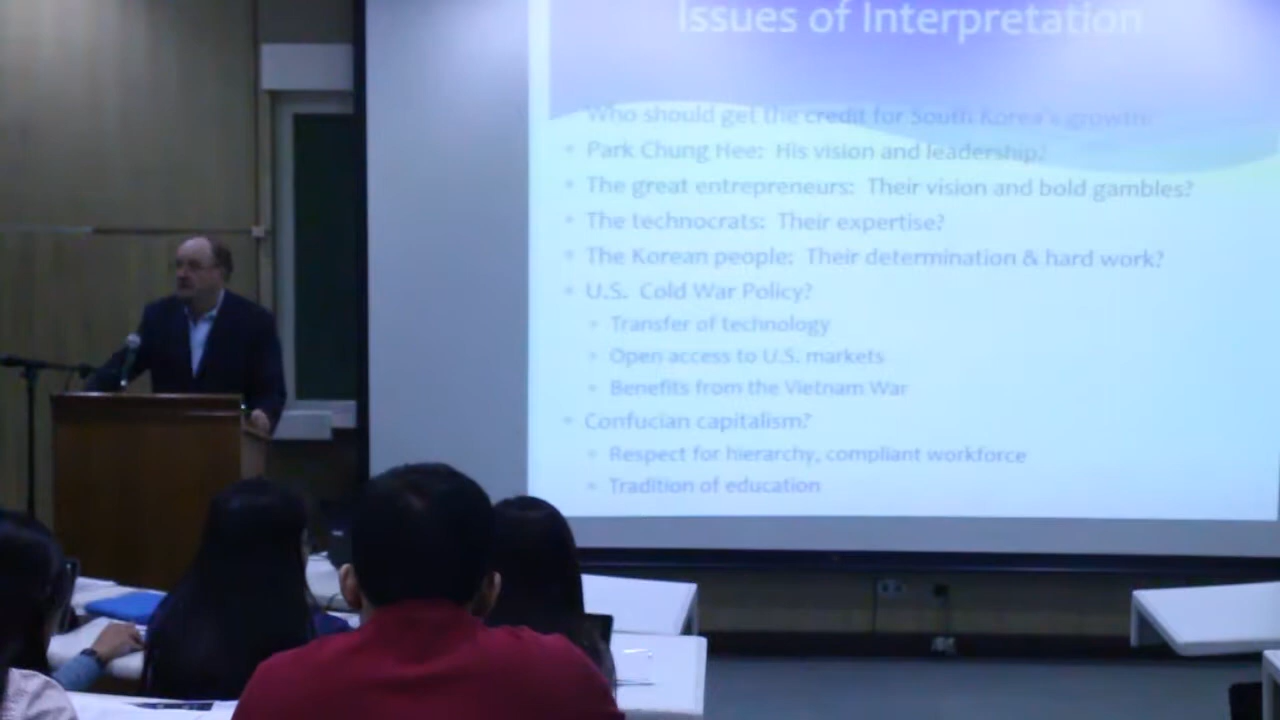 Issues of Interpretation
Who should get the credit for South Korea's growth?
• Park Chung Hee: His vision and leadership?
• The great entrepreneurs: Their vision and bold gambles?
• The technocrats: Their expertise?
• The Korean people: Their determination & hard work?
• U.S. Cold War Policy?
• Transfer of technology
• Open access to U.S. markets
• Benefits from the Vietnam War
• Confucian capitalism?
• Respect for hierarchy, compliant workforce
• Tradition of education